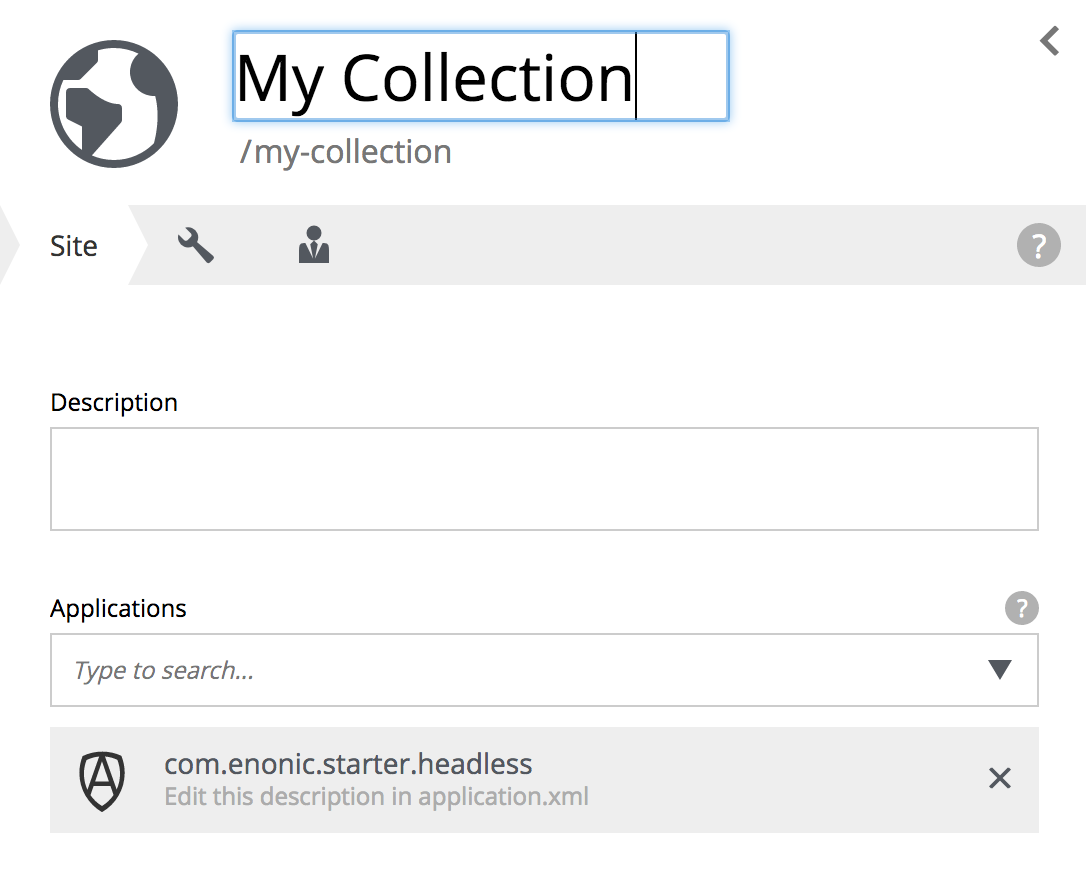 My Collection
/my-collection
Site
?
Description
Applications
?
Type to search...
com.enonic.starter.headless
Edit this description in application.xml